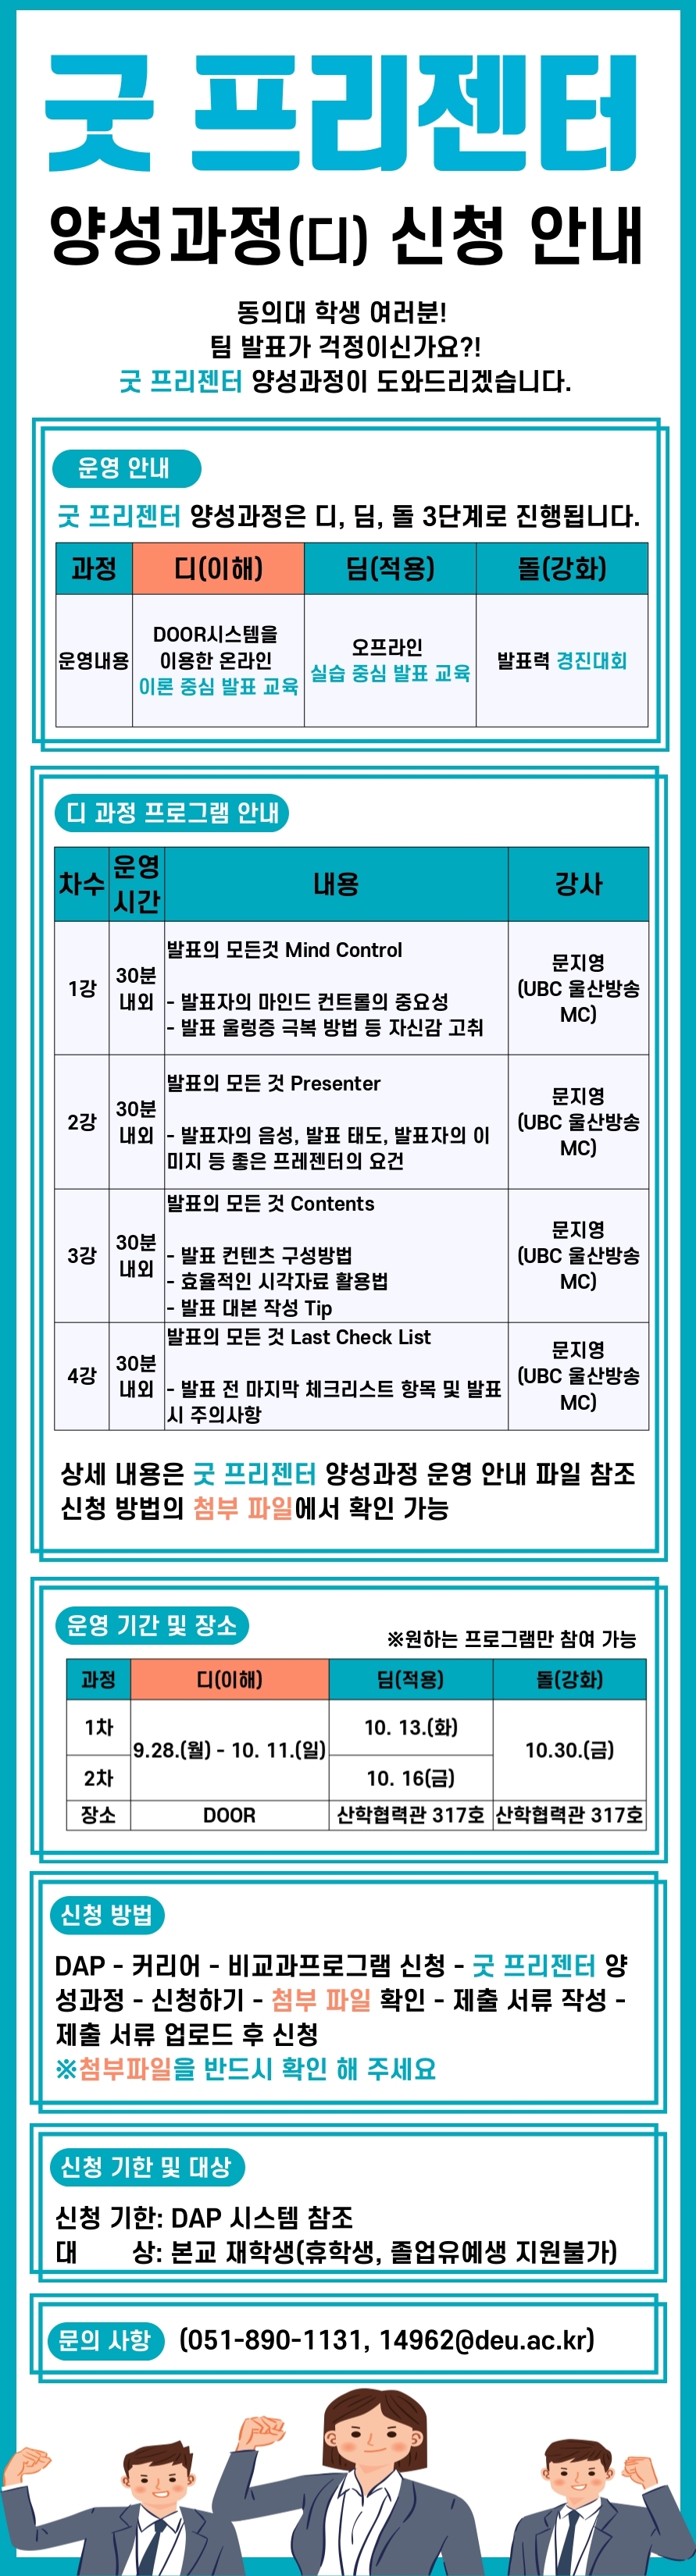 굿 프리젠터
양성과정(디) 신청 안내
동의대 학생 여러분!
팀 발표가 걱정이신가요?!
굿 프리젠터 양성과정이 도와드리겠습니다.
운영 안내
굿 프리젠터 양성과정은 디, 딤, 돌 3단계로 진행됩니다.
과정 디(이해) 딤(적용) 돌(강화)
운영내용
DOOR시스템을
이용한 온라인
이론 중심 발표 교육
오프라인
실습 중심 발표 교육
발표력 경진대회
디 과정 프로그램 안내
차수
운영
시간
내용
강사
1강
30분
내외
발표의 모든것 Mind Control
- 발표자의 마인드 컨트롤의 중요성
- 발표 울렁증 극복 방법 등 자신감 고취
문지영
(UBC 울산방송
MC)
2강
30분
내외
발표의 모든 것 Presenter
- 발표자의 음성, 발표 태도, 발표자의 이
미지 등 좋은 프레젠터의 요건
문지영
(UBC 울산방송
MC)
3강
30분
내외
발표의 모든 것 Contents
- 발표 컨텐츠 구성방법
- 효율적인 시각자료 활용법
- 발표 대본 작성 Tip
문지영
(UBC 울산방송
MC)
4강
30분
내외
발표의 모든 것 Last Check List
- 발표 전 마지막 체크리스트 항목 및 발표
시 주의사항
문지영
(UBC 울산방송
MC)
상세 내용은 굿 프리젠터 양성과정 운영 안내 파일 참조
신청 방법의 첨부 파일에서 확인 가능
운영 기간 및 장소
※원하는 프로그램만 참여 가능
과정 디(이해) 딤(적용) 돌(강화)
1차
9.28.(월) - 10. 11.(일)
10. 13.(화)
10.30.(금)
2차
10. 16(금)
장소 DOOR 산학협력관 317호 산학협력관 317호
신청 방법
DAP - 커리어 - 비교과프로그램 신청 - 굿 프리젠터 양
성과정 - 신청하기 - 첨부 파일 확인 - 제출 서류 작성 -
제출 서류 업로드 후 신청
※첨부파일을 반드시 확인 해 주세요
신청 기한 및 대상
신청 기한: DAP 시스템 참조
대 상: 본교 재학생(휴학생, 졸업유예생 지원불가)
문의 사항 (051-890-1131, 14962@deu.ac.kr)